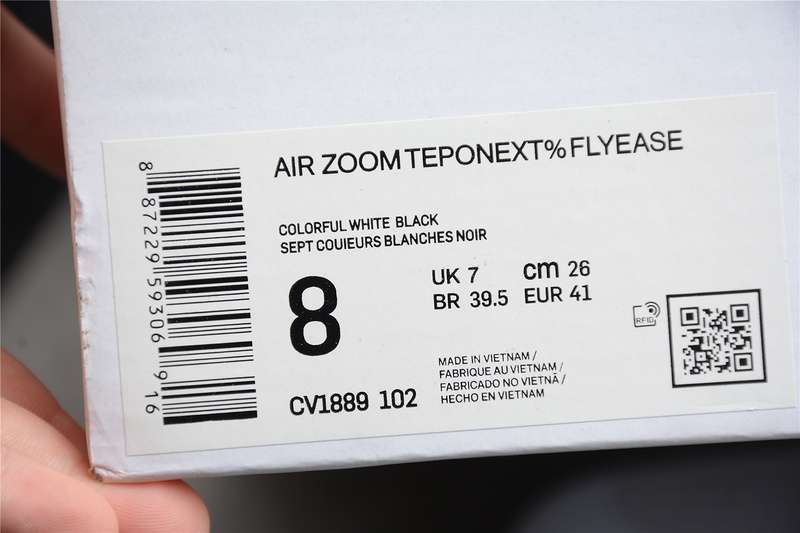 AIR ZOOM TEPONEXT% FLYEASE
COLORFUL WHITE BLACK
SEPT COUIEURS BLANCHES NOIR
8
UK 7 cm 26
BR 39.5 EUR 41
RFID
MADE IN VIETNAM /
FABRIQUE AU VIETNAM /
FABRICADO NO VIETNÃ /
HECHO EN VIETNAM
CV1889 102
8 87229 59306 9 16